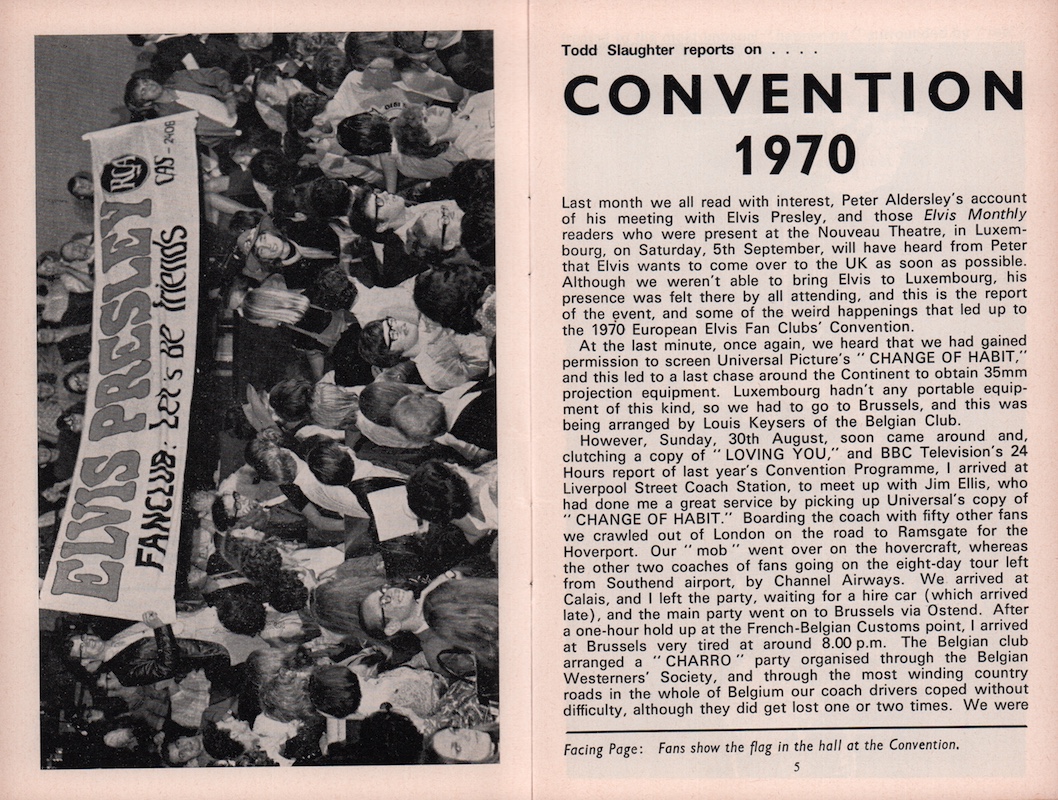 ELVIS PRESLEY
RCA
FANCLUB: LET'S BE friends
CAS - 2408
Todd Slaughter reports on . . . .
CONVENTION
1970
Last month we all read with interest, Peter Aldersley's account
of his meeting with Elvis Presley, and those Elvis Monthly
readers who were present at the Nouveau Theatre, in Luxem-
bourg, on Saturday, 5th September, will have heard from Peter
that Elvis wants to come over to the UK as soon as possible.
Although we weren't able to bring Elvis to Luxembourg, his
presence was felt there by all attending, and this is the report
of the event, and some of the weird happenings that led up to
the 1970 European Elvis Fan Clubs' Convention.
At the last minute, once again, we heard that we had gained
permission to screen Universal Picture's " CHANGE OF HABIT,"
and this led to a last chase around the Continent to obtain 35mm
projection equipment. Luxembourg hadn't any portable equip-
ment of this kind, so we had to go to Brussels, and this was
being arranged by Louis Keysers of the Belgian Club.
However, Sunday, 30th August, soon came around and,
clutching a copy of " LOVING YOU," and BBC Television's 24
Hours report of last year's Convention Programme, I arrived at
Liverpool Street Coach Station, to meet up with Jim Ellis, who
had done me a great service by picking up Universal's copy of
" CHANGE OF HABIT." Boarding the coach with fifty other fans
we crawled out of London on the road to Ramsgate for the
Hoverport. Our " mob " went over on the hovercraft, whereas
the other two coaches of fans going on the eight-day tour left
from Southend airport, by Channel Airways. We arrived at
Calais, and I left the party, waiting for a hire car (which arrived
late), and the main party went on to Brussels via Ostend. After
a one-hour hold up at the French-Belgian Customs point, I arrived
at Brussels very tired at around 8.00 p.m. The Belgian club
arranged a " CHARRO " party organised through the Belgian
Westerners' Society, and through the most winding country
roads in the whole of Belgium our coach drivers coped without
difficulty, although they did get lost one or two times. We were
Facing Page: Fans show the flag in the hall at the Convention.
5